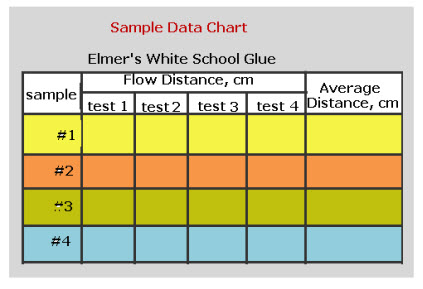 Sample Data Chart
Elmer's White School Glue
sample
Flow Distance, cm
Average
Distance, cm
test 1 test 2 test 3 test 4
#1
#2
#3
#4